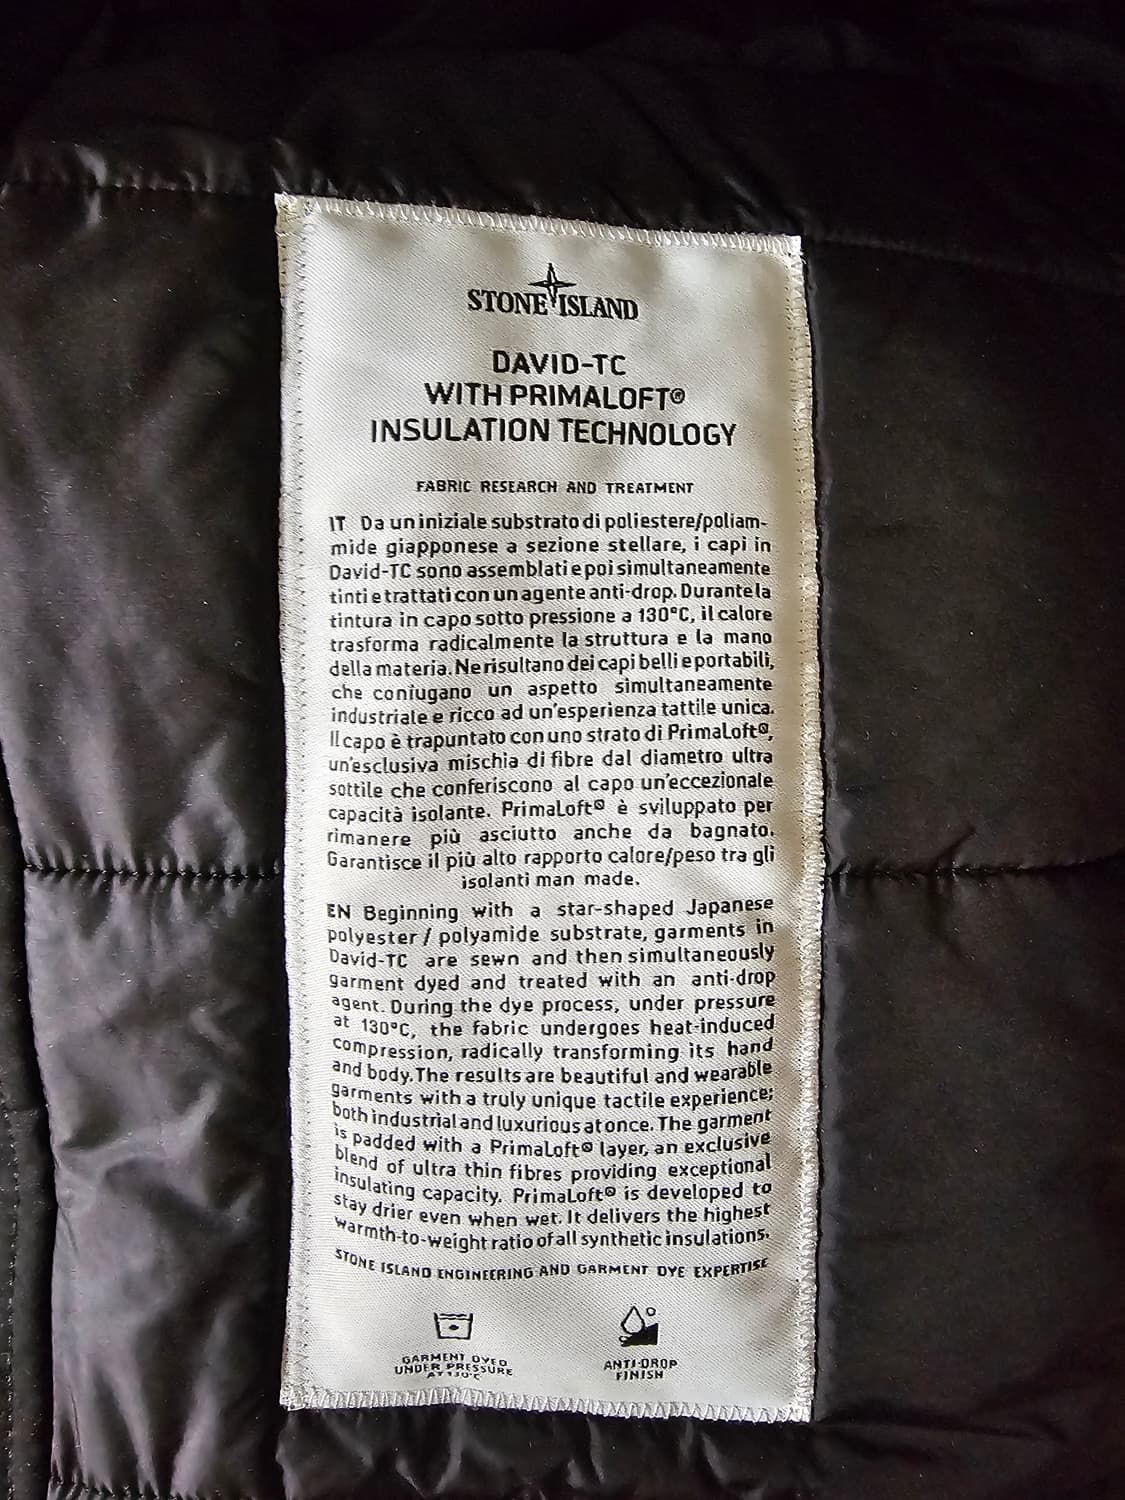 STONE ISLAND
DAVID-TC
WITH PRIMALOFT®
INSULATION TECHNOLOGY
FABRIC RESEARCH AND TREATMENT
IT Da un iniziale substrato di poliestere/poliam-
mide giapponese a sezione stellare, i capi in
David-TC sono assemblati e poi simultaneamente
tinti e trattati con un agente anti-drop. Durante la
tintura in capo sotto pressione a 130°C, il calore
trasforma radicalmente la struttura e la mano
della materia. Ne risultano dei capi belli e portabili,
che coniugano un aspetto simultaneamente
industriale e ricco ad un'esperienza tattile unica.
Il capo è trapuntato con uno strato di PrimaLoft®,
un'esclusiva mischia di fibre dal diametro ultra
sottile che conferiscono al capo un'eccezionale
capacità isolante. PrimaLoft® è sviluppato per
rimanere più asciutto anche da bagnato.
Garantisce il più alto rapporto calore/peso tra gli
isolanti man made.
EN Beginning with a star-shaped Japanese
polyester / polyamide substrate, garments in
David-TC are sewn and then simultaneously
garment dyed and treated with an anti-drop
agent. During the dye process, under pressure
at 130°C, the fabric undergoes heat-induced
compression, radically transforming its hand
and body. The results are beautiful and wearable
garments with a truly unique tactile experience;
both industrial and luxurious at once. The garment
is padded with a PrimaLoft® layer, an exclusive
blend of ultra thin fibres providing exceptional
insulating capacity. PrimaLoft® is developed to
stay drier even when wet. It delivers the highest
warmth-to-weight ratio of all synthetic insulations.
STONE ISLAND ENGINEERING AND GARMENT DYE EXPERTISE
GARMENT DYED
UNDER PRESSURE
AT 130°C
ANTI-DROP
FINISH